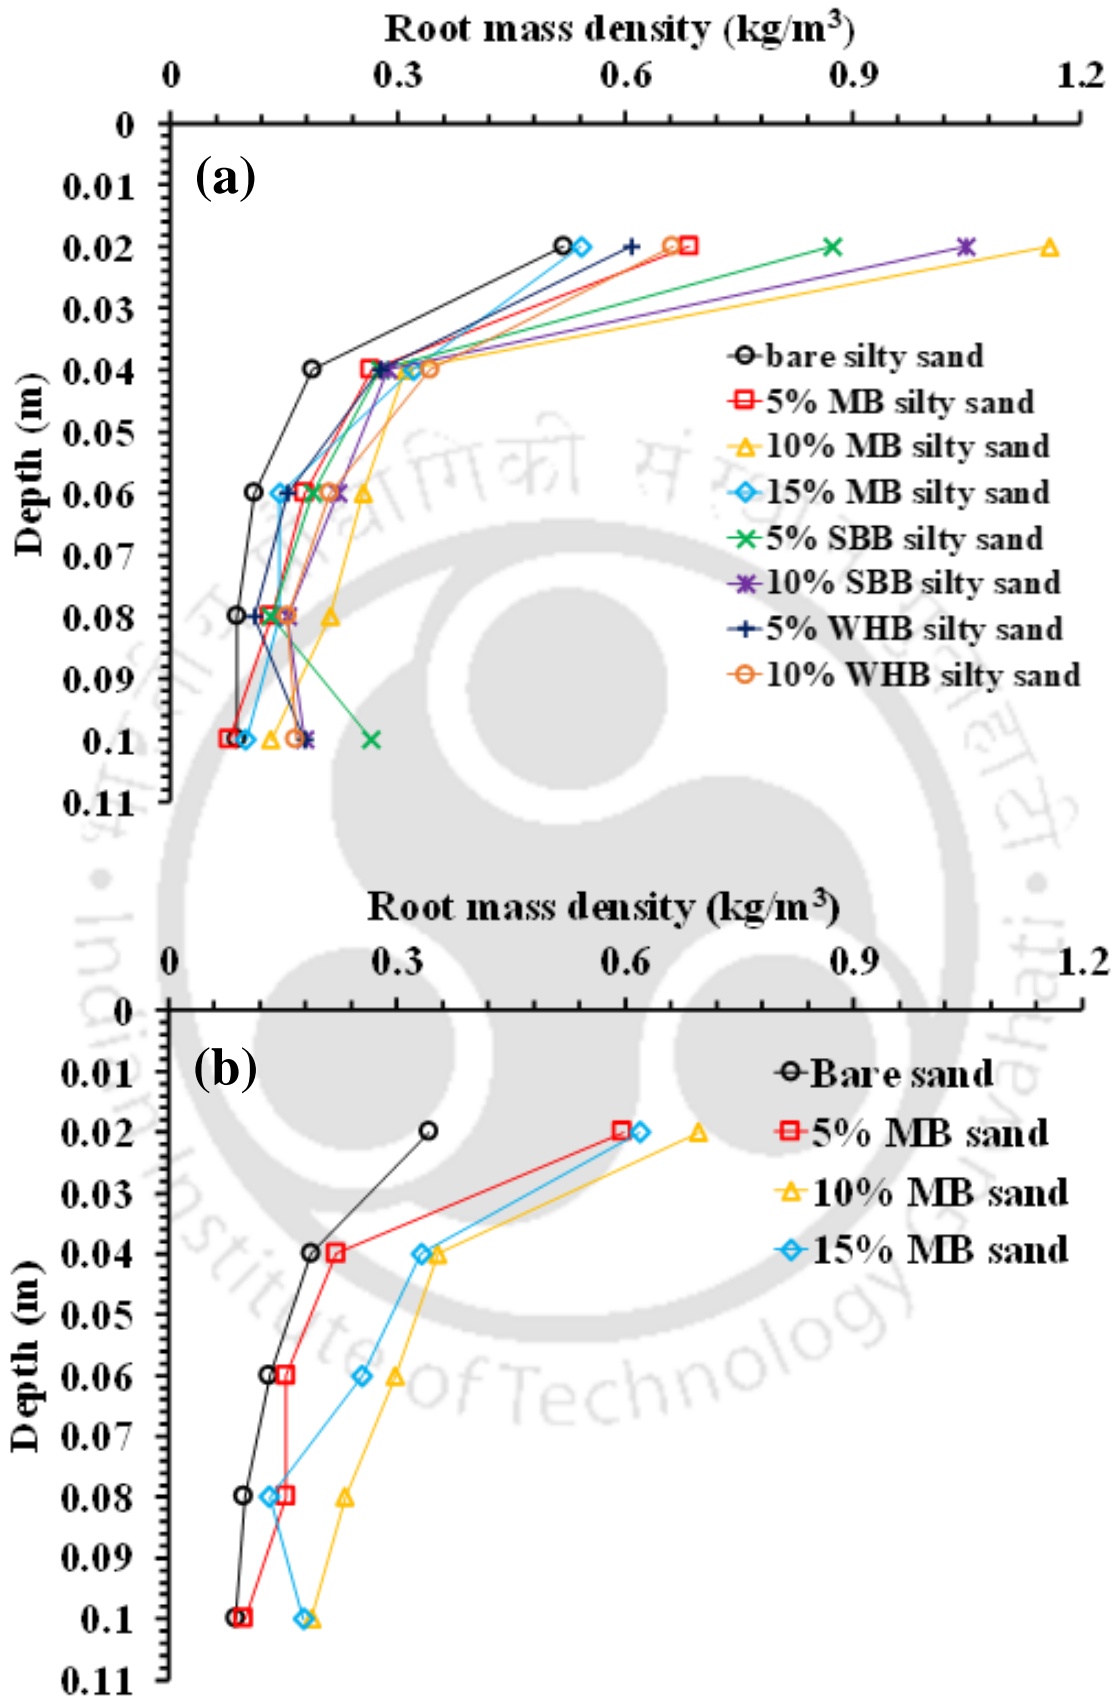 Root mass density (kg/m³)
0 0.3 0.6 0.9 1.2
0
(a)
0.01
0.02
0.03
bare silty sand
0.04
5% MB silty sand
0.05
10% MB silty sand
Depth (m)
0.06
15% MB silty sand
5% SBB silty sand
0.07
10% SBB silty sand
0.08
5% WHB silty sand
0.09
10% WHB silty sand
0.1
0.11
Root mass density (kg/m³)
0 0.3 0.6 0.9 1.2
0
(b)
0.01
Bare sand
0.02
5% MB sand
0.03
10% MB sand
0.04
15% MB sand
0.05
Depth (m)
0.06
0.07
0.08
0.09
0.1
0.11
Indian Institute of Technology Guwahati